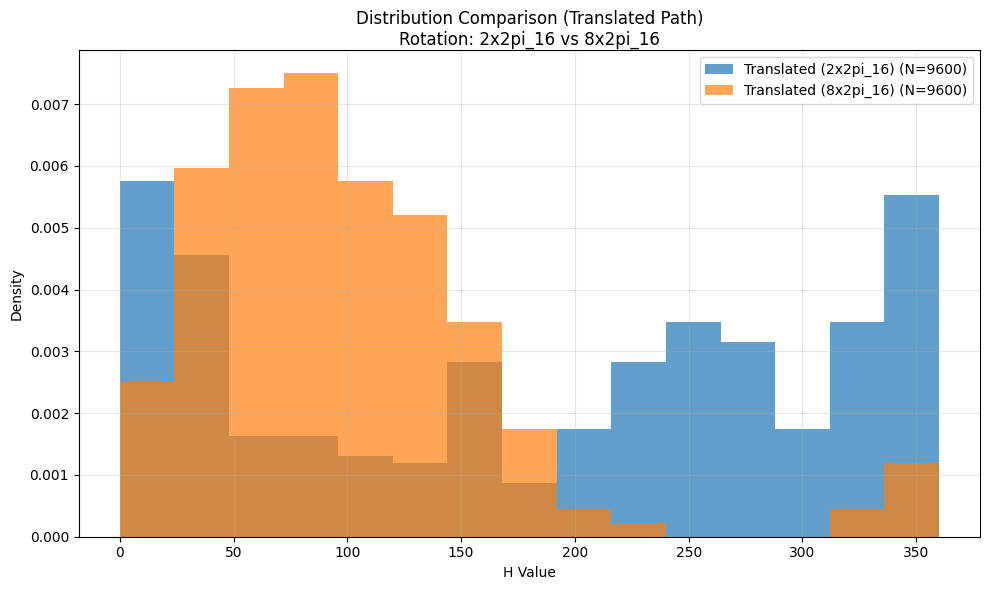 Distribution Comparison (Translated Path)
Rotation: 2x2pi_16 vs 8x2pi_16
Translated (2x2pi_16) (N=9600)
Translated (8x2pi_16) (N=9600)
Density
0.007
0.006
0.005
0.004
0.003
0.002
0.001
0.000
0 50 100 150 200 250 300 350
H Value